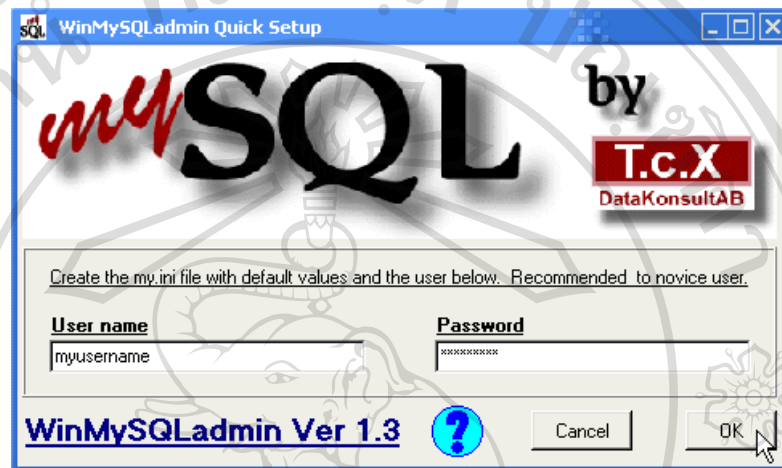 WinMySQLadmin Quick Setup
mySQL by
T.c.X
DataKonsultAB
Create the my.ini file with default values and the user below. Recommended to novice user.
User name Password
myusername xxxxxxxxx
WinMySQLadmin Ver 1.3 ? Cancel OK